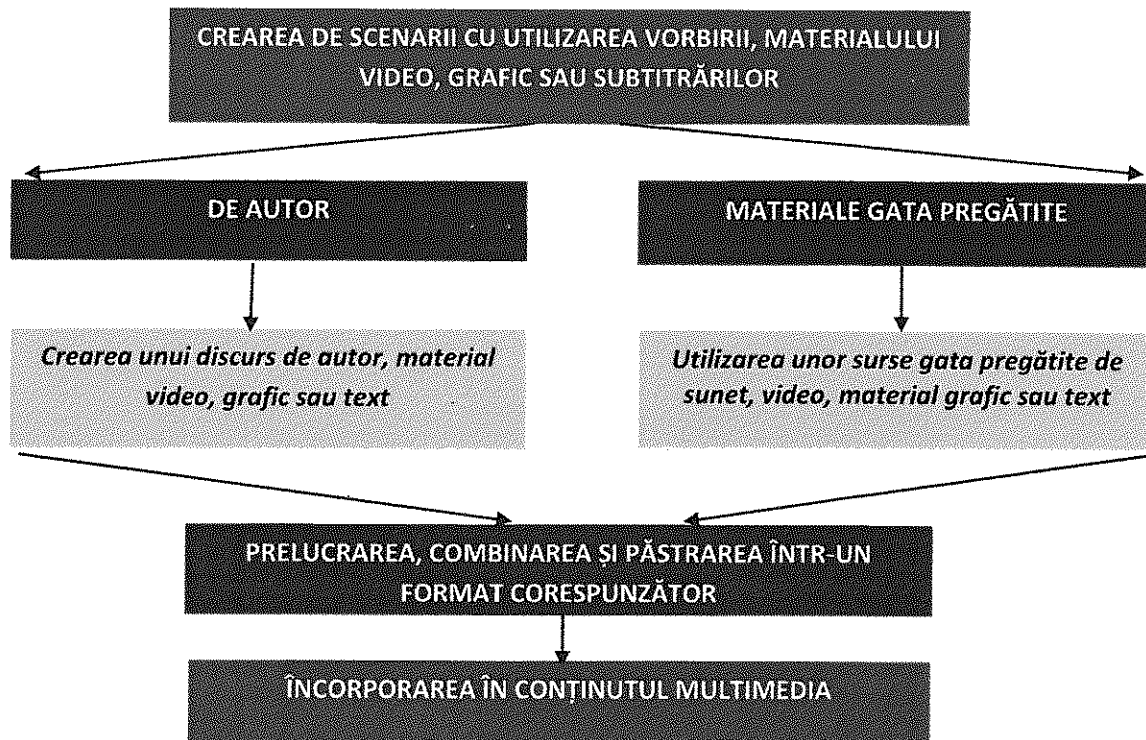 CREAREA DE SCENARII CU UTILIZAREA VORBIRII, MATERIALULUI
VIDEO, GRAFIC SAU SUBTITRĂRILOR
DE AUTOR
MATERIALE GATA PREGĂTITE
Crearea unui discurs de autor, material
video, grafic sau text
Utilizarea unor surse gata pregătite de
sunet, video, material grafic sau text
PRELUCRAREA, COMBINAREA ȘI PĂSTRAREA ÎNTR-UN
FORMAT CORESPUNZĂTOR
ÎNCORPORAREA ÎN CONȚINUTUL MULTIMEDIA